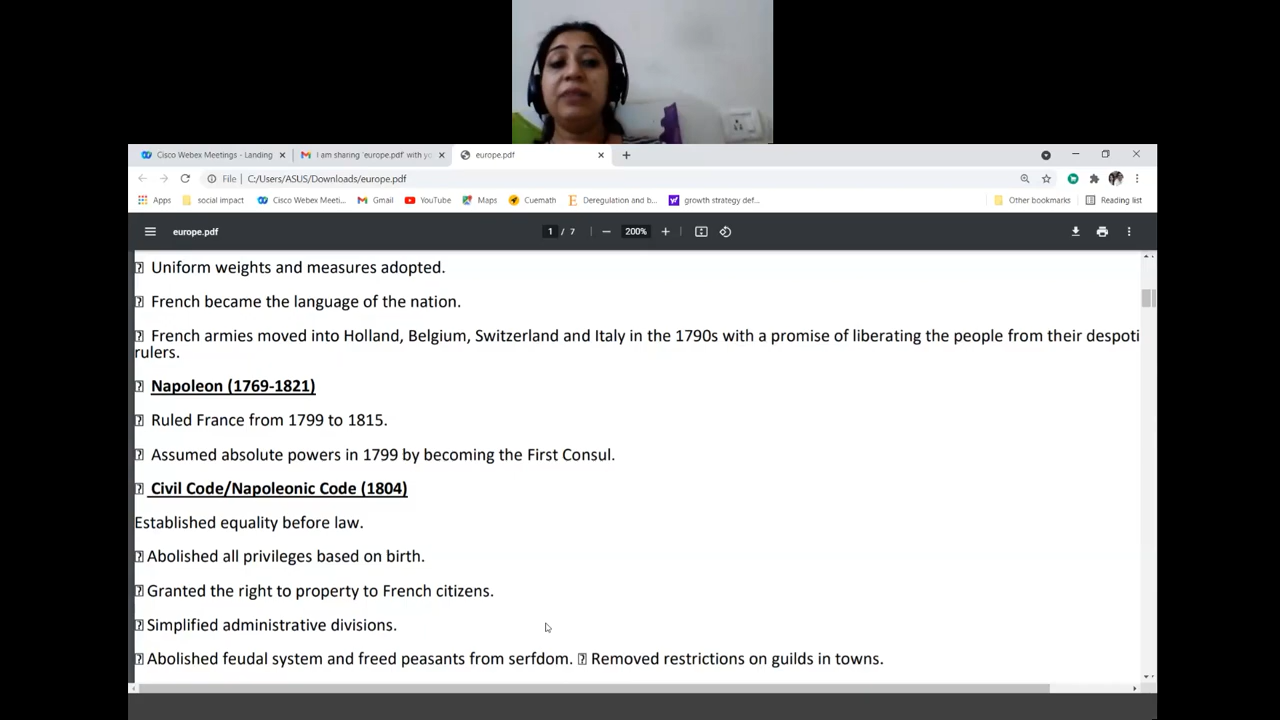 Cisco Webex Meetings - Landing
I am sharing 'europe.pdf' with yo
europe.pdf
File | C:/Users/ASUS/Downloads/europe.pdf
Apps social impact Cisco Webex Meeti... Gmail YouTube Maps Cuemath Deregulation and b... growth strategy def... Other bookmarks Reading list
europe.pdf 1 / 7 200%
Uniform weights and measures adopted.
French became the language of the nation.
French armies moved into Holland, Belgium, Switzerland and Italy in the 1790s with a promise of liberating the people from their despoti
rulers.
Napoleon (1769-1821)
Ruled France from 1799 to 1815.
Assumed absolute powers in 1799 by becoming the First Consul.
Civil Code/Napoleonic Code (1804)
Established equality before law.
Abolished all privileges based on birth.
Granted the right to property to French citizens.
Simplified administrative divisions.
Abolished feudal system and freed peasants from serfdom. Removed restrictions on guilds in towns.